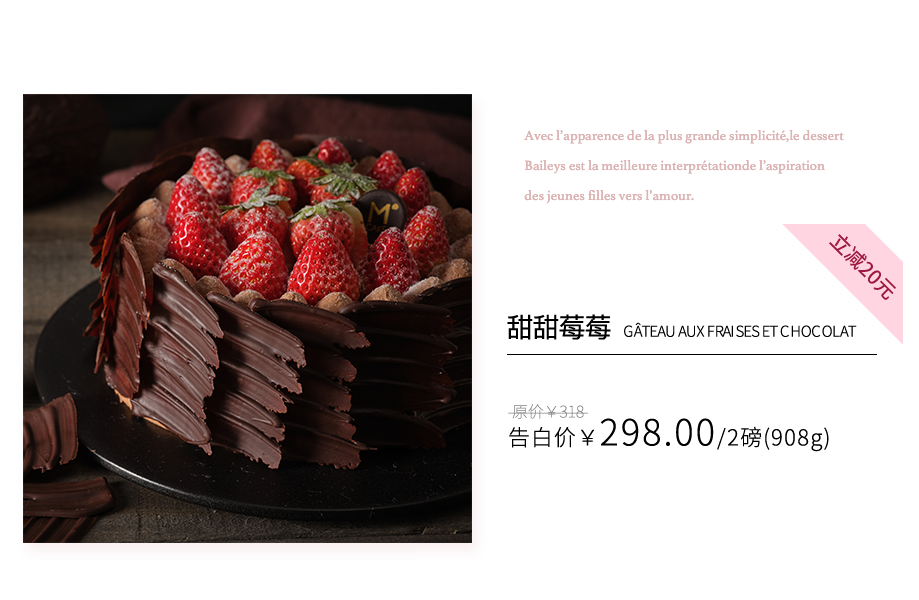 Avec l’apparence de la plus grande simplicité,le dessert
Baileys est la meilleure interprétationde l’aspiration
des jeunes filles vers l'amour.
立减20元
甜甜莓莓 GÂTEAU AUX FRAISES ET CHOCOLAT
原价￥318
告白价￥298.00/2磅(908g)
M